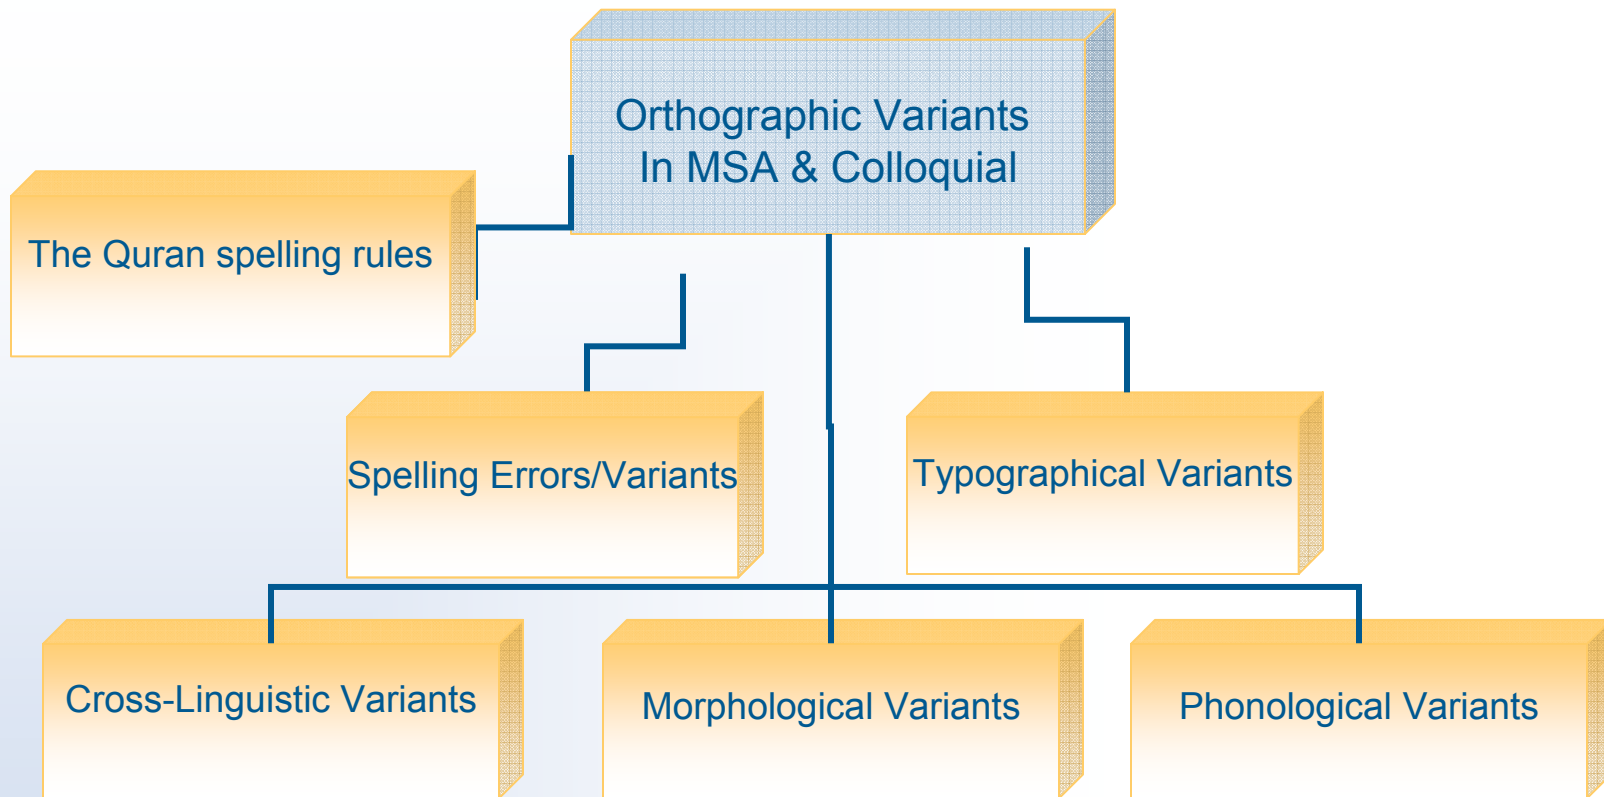 Orthographic Variants
In MSA & Colloquial
The Quran spelling rules
Spelling Errors/Variants
Typographical Variants
Cross-Linguistic Variants
Morphological Variants
Phonological Variants